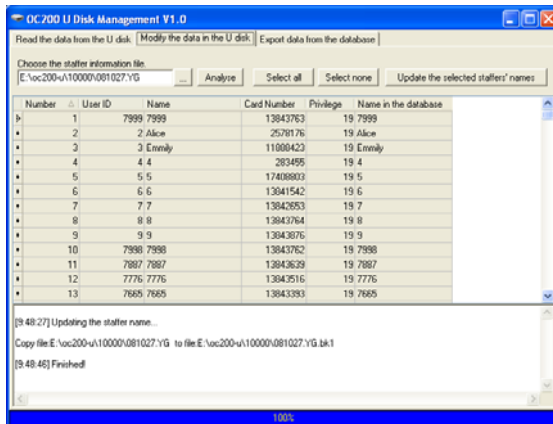 OC200 U Disk Management V1.0
Read the data from the U disk Modify the data in the U disk Export data from the database
Choose the staffer information file.
E:\oc200-u\10000\081027.YG ... Analyse Select all Select none Update the selected staffers' names
Number User ID Name Card Number Privilege Name in the database
1 7999 7999 13843763 19 7999
2 2 Alice 2578176 19 Alice
3 3 Emmily 11888423 19 Emmily
4 4 4 283455 19 4
5 5 5 17408803 19 5
6 6 6 13841542 19 6
7 7 7 13842653 19 7
8 8 8 13843764 19 8
9 9 9 13843876 19 9
10 7998 7998 13843762 19 7998
11 7887 7887 13843639 19 7887
12 7776 7776 13843516 19 7776
13 7665 7665 13843393 19 7665
[9:48:27] Updating the staffer name...
Copy file:E:\oc200-u\10000\081027.YG to file:E:\oc200-u\10000\081027.YG.bk1
[9:48:46] Finished!
100%